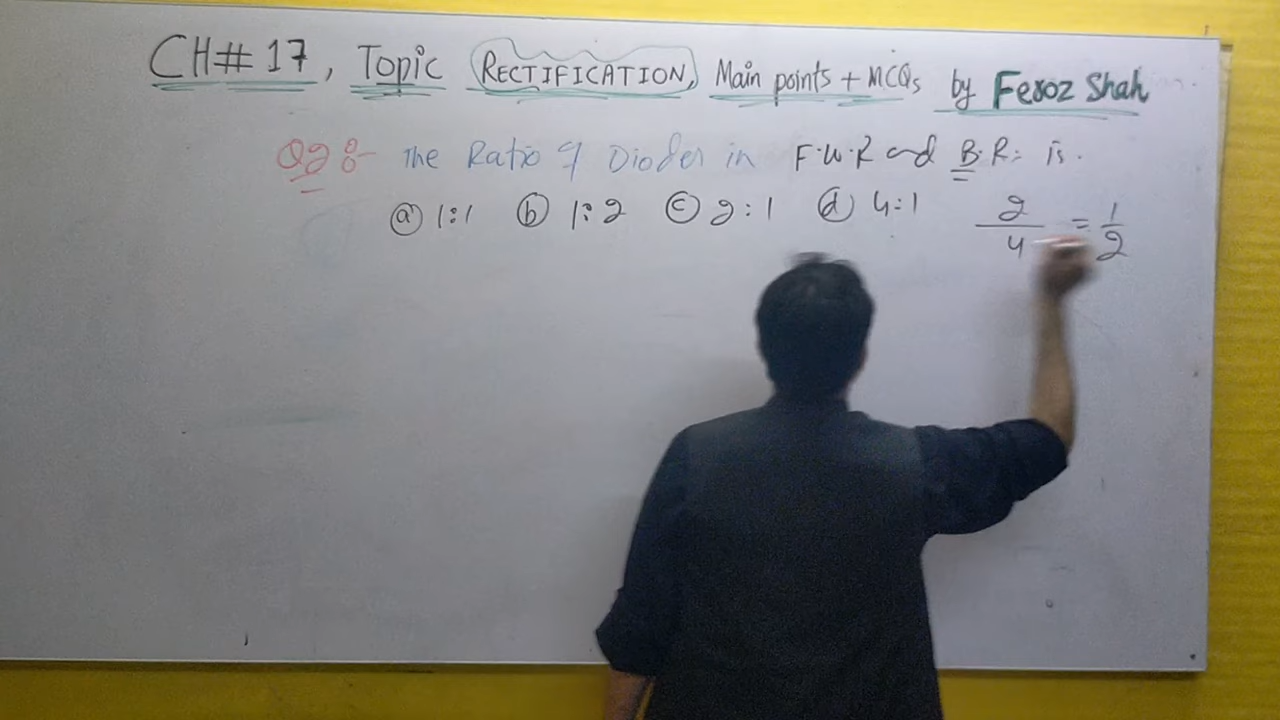 CH# 17, Topic RECTIFICATION, Main points + MCQs by Feroz Shah
Q2:- The Ratio of Diodes in F.W.R and B.R: is.
(a) 1:1 (b) 1:2 (c) 2:1 (d) 4:1 2/4 = 1/2